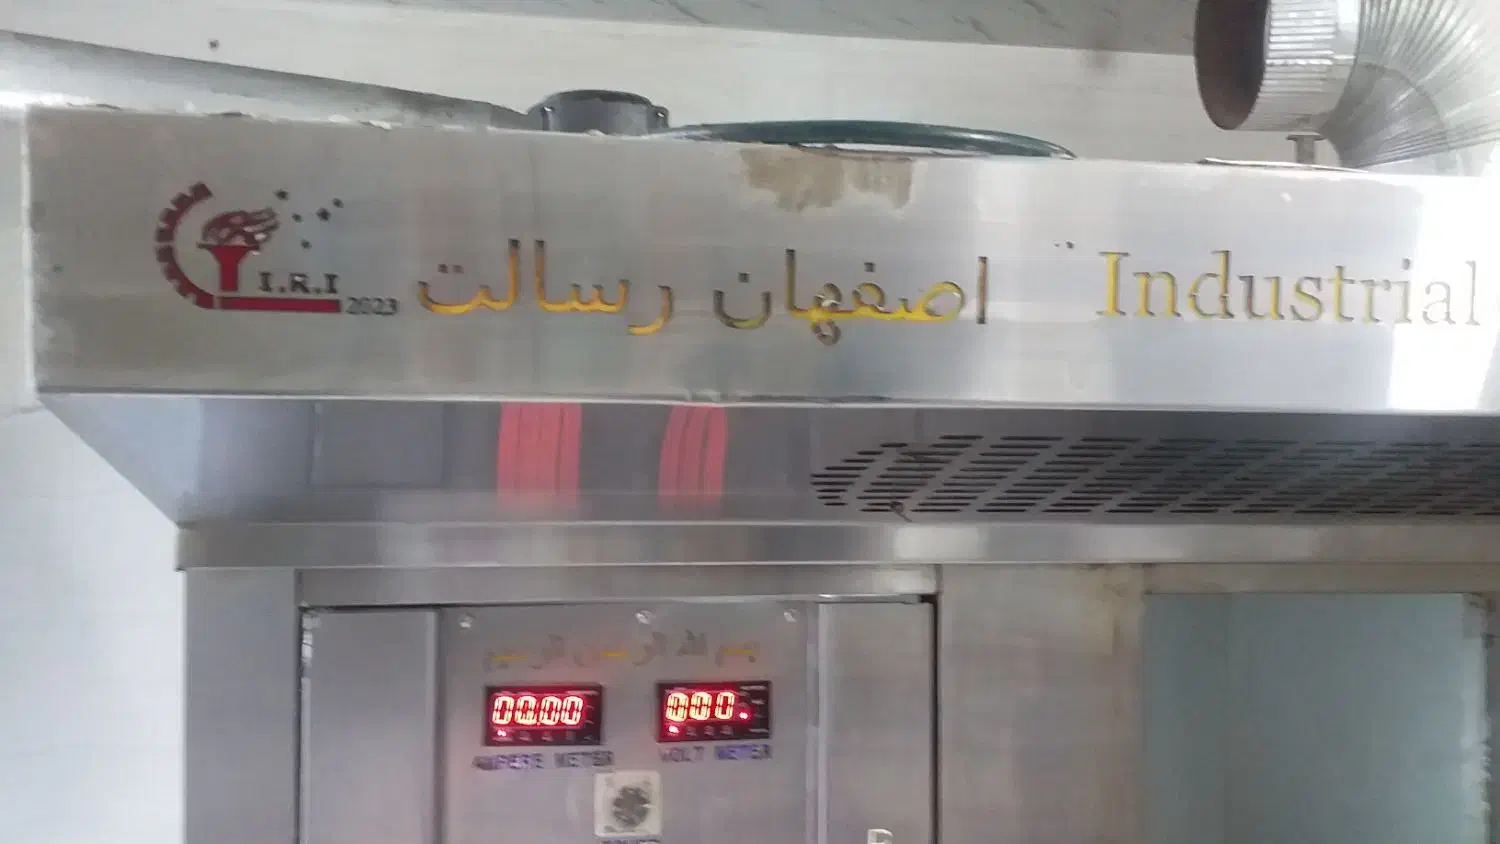 I.R.I
2023
اصفهان رسالت
Industrial
بسم الله الرحمن الرحیم
00.00
000.
AMPERE METER
VOLT METER